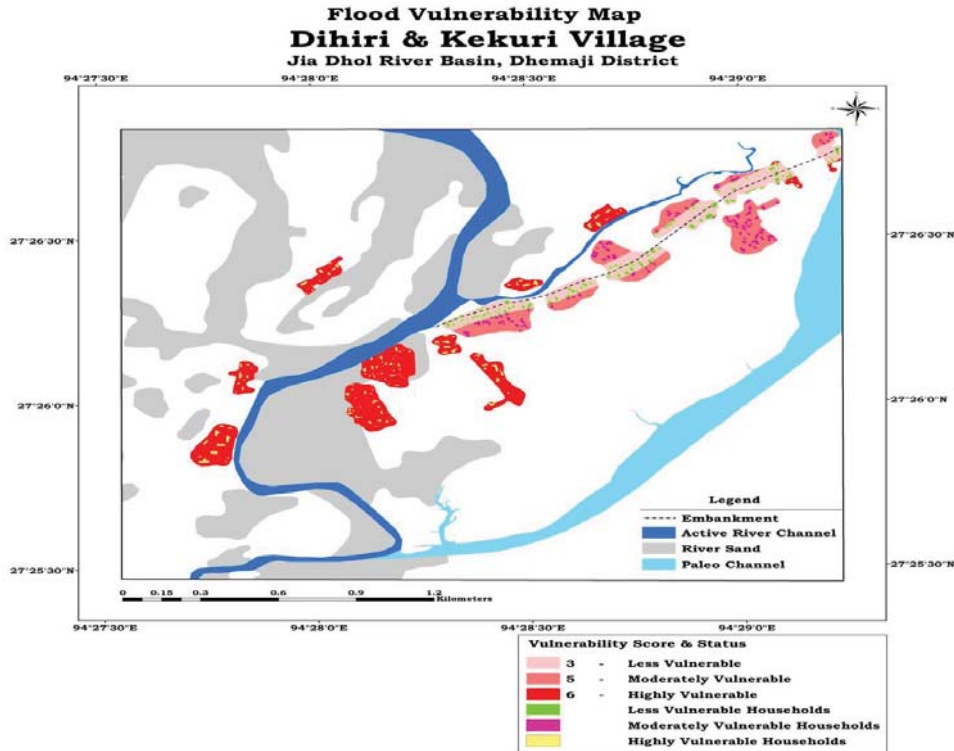 Flood Vulnerability Map
Dihiri & Kekuri Village
Jia Dhol River Basin, Dhemaji District
94°27'30"E 94°28'0"E 94°28'30"E 94°29'0"E
27°26'30"N 27°26'30"N
27°26'0"N 27°26'0"N
Legend
Embankment
Active River Channel
River Sand
Paleo Channel
27°25'30"N 27°25'30"N
0 0.15 0.3 0.6 0.9 1.2
Kilometers
94°27'30"E 94°28'0"E 94°28'30"E 94°29'0"E
Vulnerability Score & Status
3 - Less Vulnerable
5 - Moderately Vulnerable
6 - Highly Vulnerable
Less Vulnerable Households
Moderately Vulnerable Households
Highly Vulnerable Households